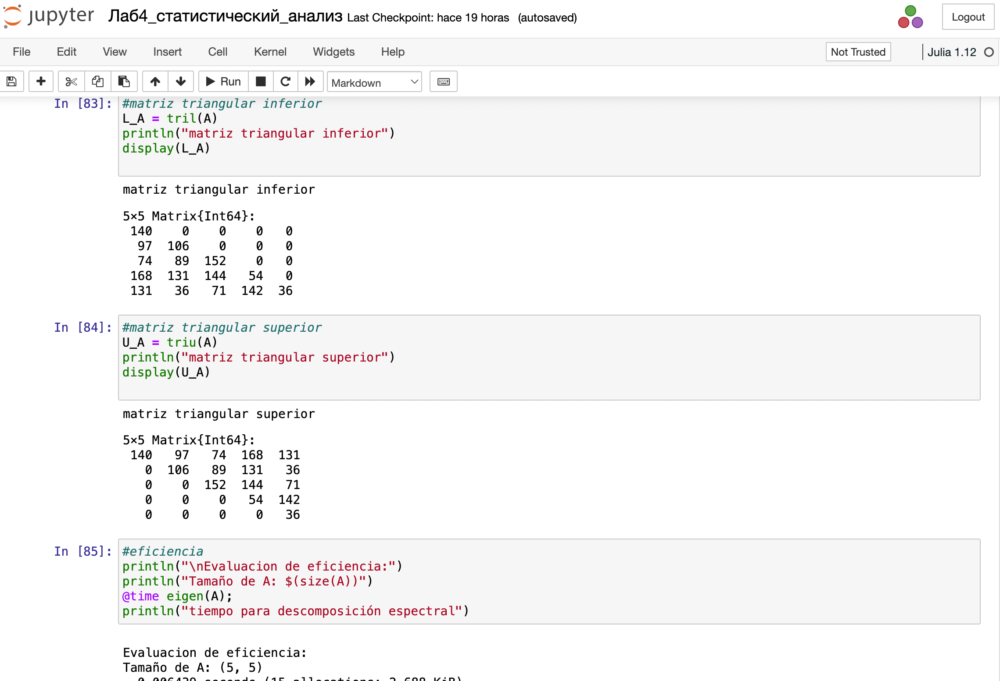 jupyter Лаб4_статистический_анализ Last Checkpoint: hace 19 horas (autosaved) Logout
File Edit View Insert Cell Kernel Widgets Help Not Trusted Julia 1.12
Run Markdown
In [83]: #matriz triangular inferior
L_A = tril(A)
println("matriz triangular inferior")
display(L_A)
matriz triangular inferior
5×5 Matrix{Int64}:
140 0 0 0 0
97 106 0 0 0
74 89 152 0 0
168 131 144 54 0
131 36 71 142 36
In [84]: #matriz triangular superior
U_A = triu(A)
println("matriz triangular superior")
display(U_A)
matriz triangular superior
5×5 Matrix{Int64}:
140 97 74 168 131
0 106 89 131 36
0 0 152 144 71
0 0 0 54 142
0 0 0 0 36
In [85]: #eficiencia
println("\nEvaluacion de eficiencia:")
println("Tamaño de A: $(size(A))")
@time eigen(A);
println("tiempo para descomposición espectral")
Evaluacion de eficiencia:
Tamaño de A: (5, 5)
seconds (15 allocations: 2.688 KiB)